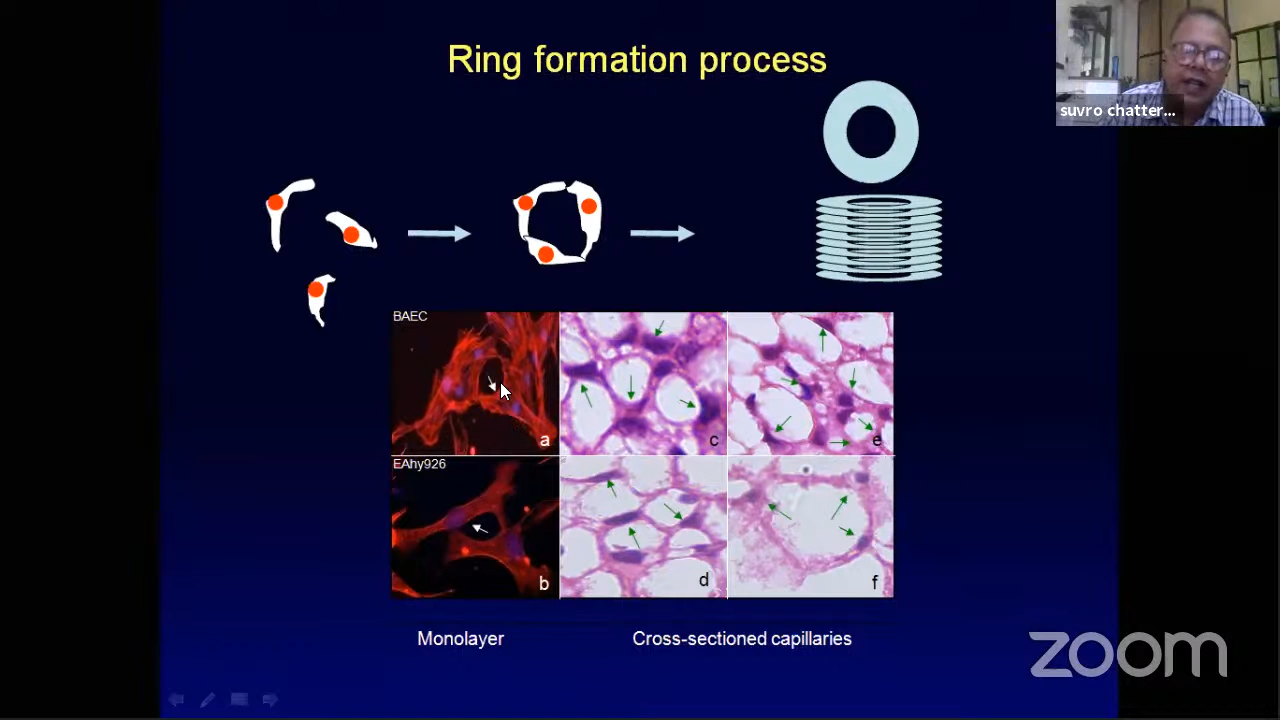 Ring formation process
suvro chatter...
BAEC
a
c
e
EAhy926
b
d
f
Monolayer
Cross-sectioned capillaries
zoom